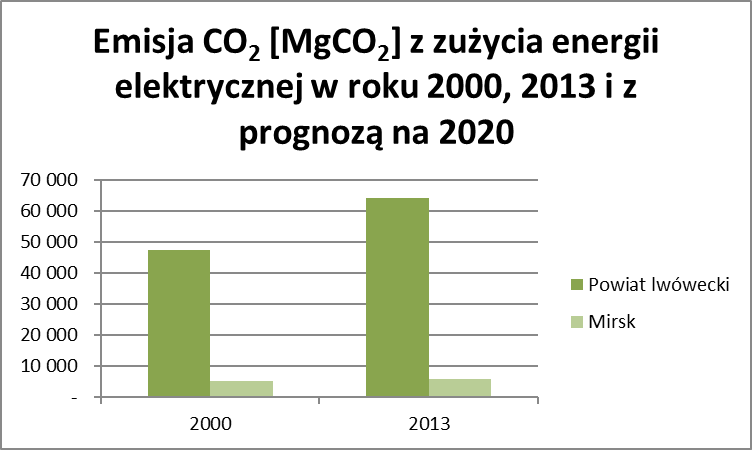 Emisja CO₂ [MgCO₂] z zużycia energii
elektrycznej w roku 2000, 2013 i z
prognozą na 2020
70 000
60 000
50 000
40 000
30 000
20 000
10 000
-
2000
2013
Powiat lwówecki
Mirsk